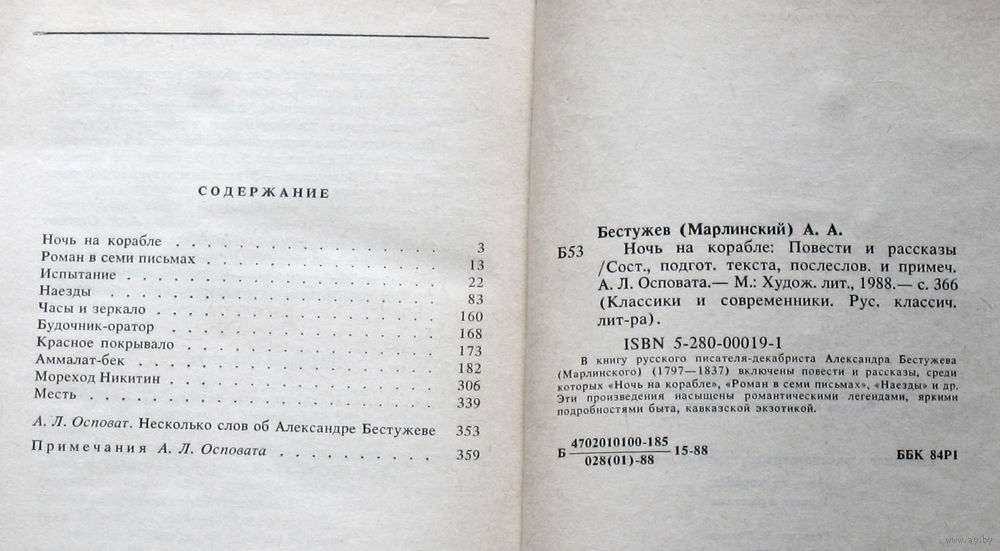 СОДЕРЖАНИЕ
Ночь на корабле . . . . . . . . . . . . . . 3
Роман в семи письмах . . . . . . . . . . . . 13
Испытание . . . . . . . . . . . . . . . . 22
Наезды . . . . . . . . . . . . . . . . . 83
Часы и зеркало . . . . . . . . . . . . . . 160
Будочник-оратор . . . . . . . . . . . . . . 168
Красное покрывало . . . . . . . . . . . . . 173
Аммалат-бек . . . . . . . . . . . . . . . 182
Мореход Никитин . . . . . . . . . . . . . . 306
Месть . . . . . . . . . . . . . . . . . 339
А. Л. Осповат. Несколько слов об Александре Бестужеве 353
Примечания А. Л. Осповата . . . . . . . . . . 359
Бестужев (Марлинский) А. А.
Б53 Ночь на корабле: Повести и рассказы
/Сост., подгот. текста, послеслов. и примеч.
А. Л. Осповата.— М.: Худож. лит., 1988.— с. 366
(Классики и современники. Рус. классич.
лит-ра).
ISBN 5-280-00019-1
В книгу русского писателя-декабриста Александра Бестужева
(Марлинского) (1797—1837) включены повести и рассказы, среди
которых «Ночь на корабле», «Роман в семи письмах», «Наезды» и др.
Эти произведения насыщены романтическими легендами, яркими
подробностями быта, кавказской экзотикой.
Б 4702010100-185 15-88 ББК 84Р1
028(01)-88
www.ay.by